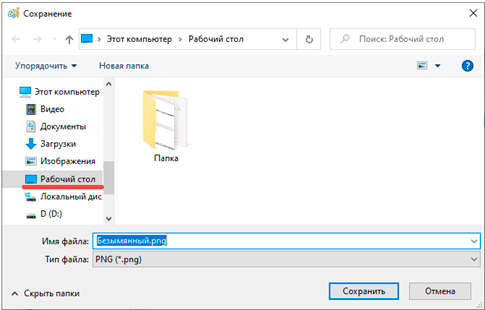 Сохранение
Этот компьютер > Рабочий стол
Поиск: Рабочий стол
Упорядочить
Новая папка
Этот компьютер
Видео
Документы
Загрузки
Изображения
Рабочий стол
Локальный дис
D (D:)
Папка
Имя файла: Безымянный.png
Тип файла: PNG (*.png)
Скрыть папки
Сохранить
Отмена